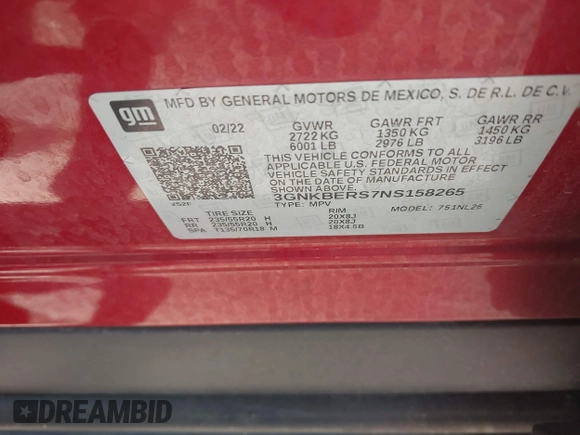 gm
MFD BY GENERAL MOTORS DE MEXICO, S. DE R.L. DE C.V.
02/22 GVWR GAWR FRT GAWR RR
2722 KG 1350 KG 1450 KG
6001 LB 2976 LB 3196 LB
THIS VEHICLE CONFORMS TO ALL
APPLICABLE U.S. FEDERAL MOTOR
VEHICLE SAFETY STANDARDS IN EFFECT
ON THE DATE OF MANUFACTURE SHOWN ABOVE.
3GNKBERS7NS158265
TYPE: MPV MODEL: 751NL26
TIRE SIZE RIM
FRT 235/55R20 H 20X8J
RR 235/55R20 H 20X8J
SPA T135/70R18 M 18X4.5B
DREAMBID